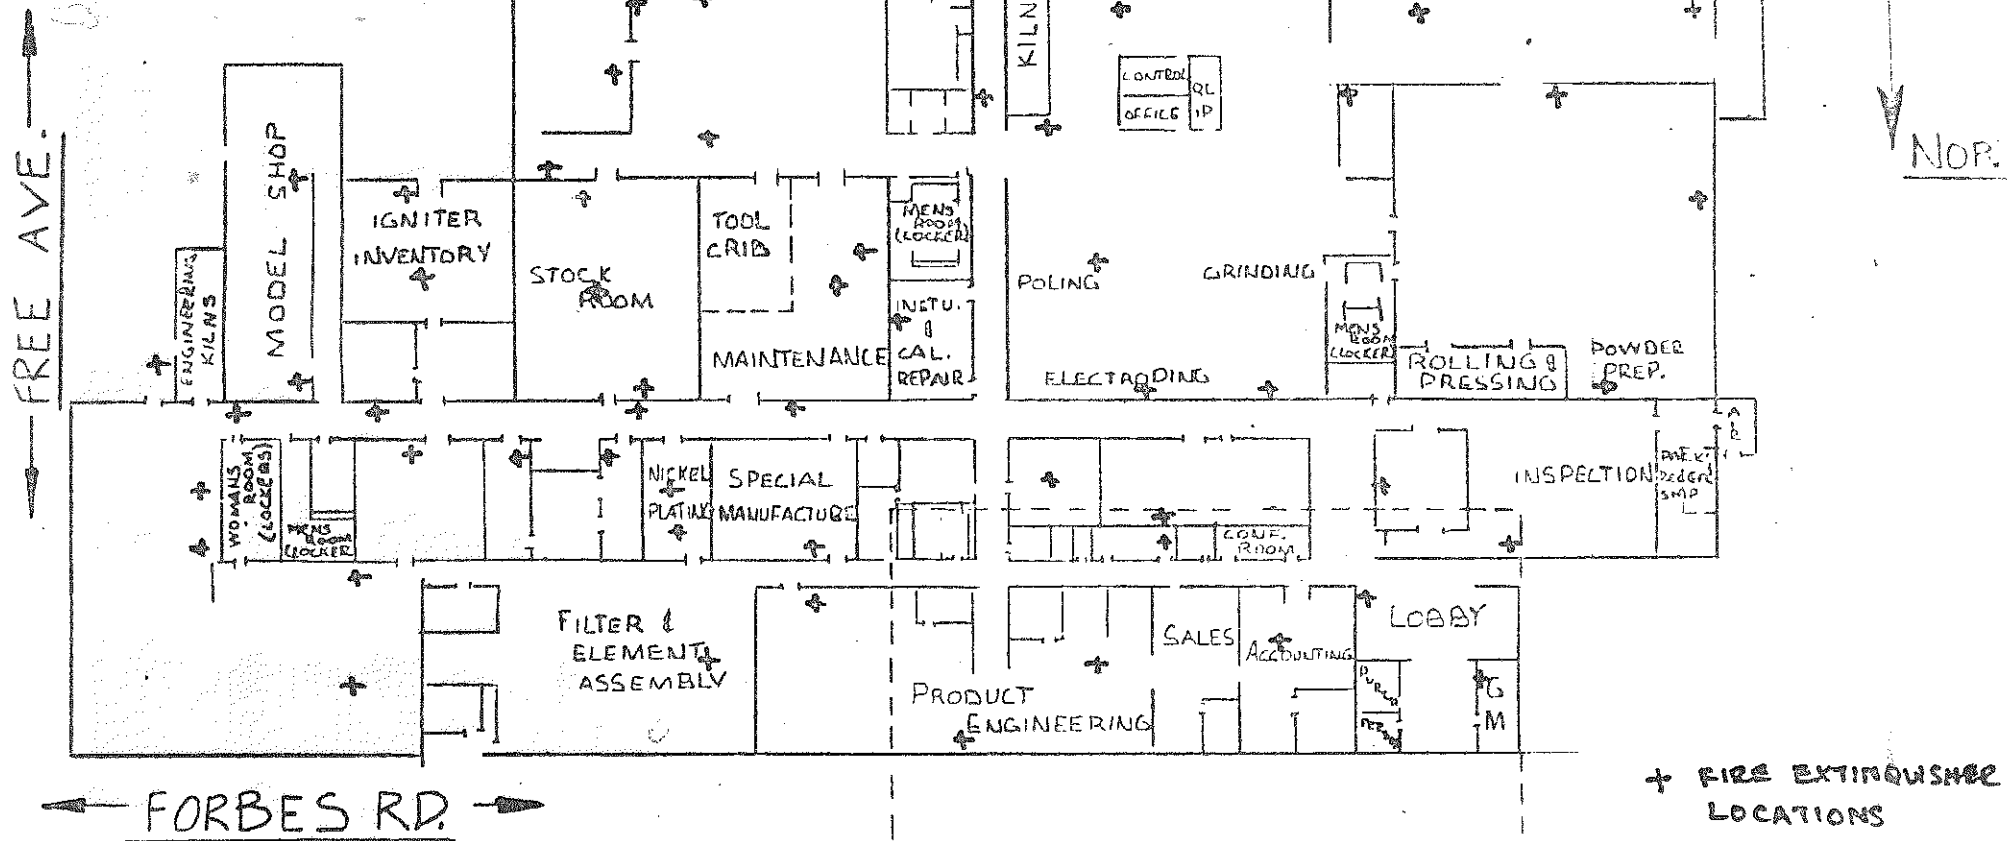 KILN
CONTROL
OFFICE
NOR.
FREE AVE.
MODEL SHOP
ENGINEERING
KILNS
IGNITER
INVENTORY
STOCK
ROOM
TOOL
CRIB
MENS
ROOM
(LOCKER)
INSTU.
&
CAL.
REPAIR
MAINTENANCE
POLING
GRINDING
ELECTRODING
MENS
ROOM
(LOCKER)
ROLLING &
PRESSING
POWDER
PREP.
WOMANS
ROOM
(LOCKERS)
MENS
ROOM
(LOCKER
NICKEL
PLATING
SPECIAL
MANUFACTURE
CONF.
ROOM
INSPECTION
FILTER &
ELEMENT
ASSEMBLY
PRODUCT
ENGINEERING
SALES
ACCOUNTING
LOBBY
GM
FORBES RD.
+ FIRE EXTINQUISHER
LOCATIONS